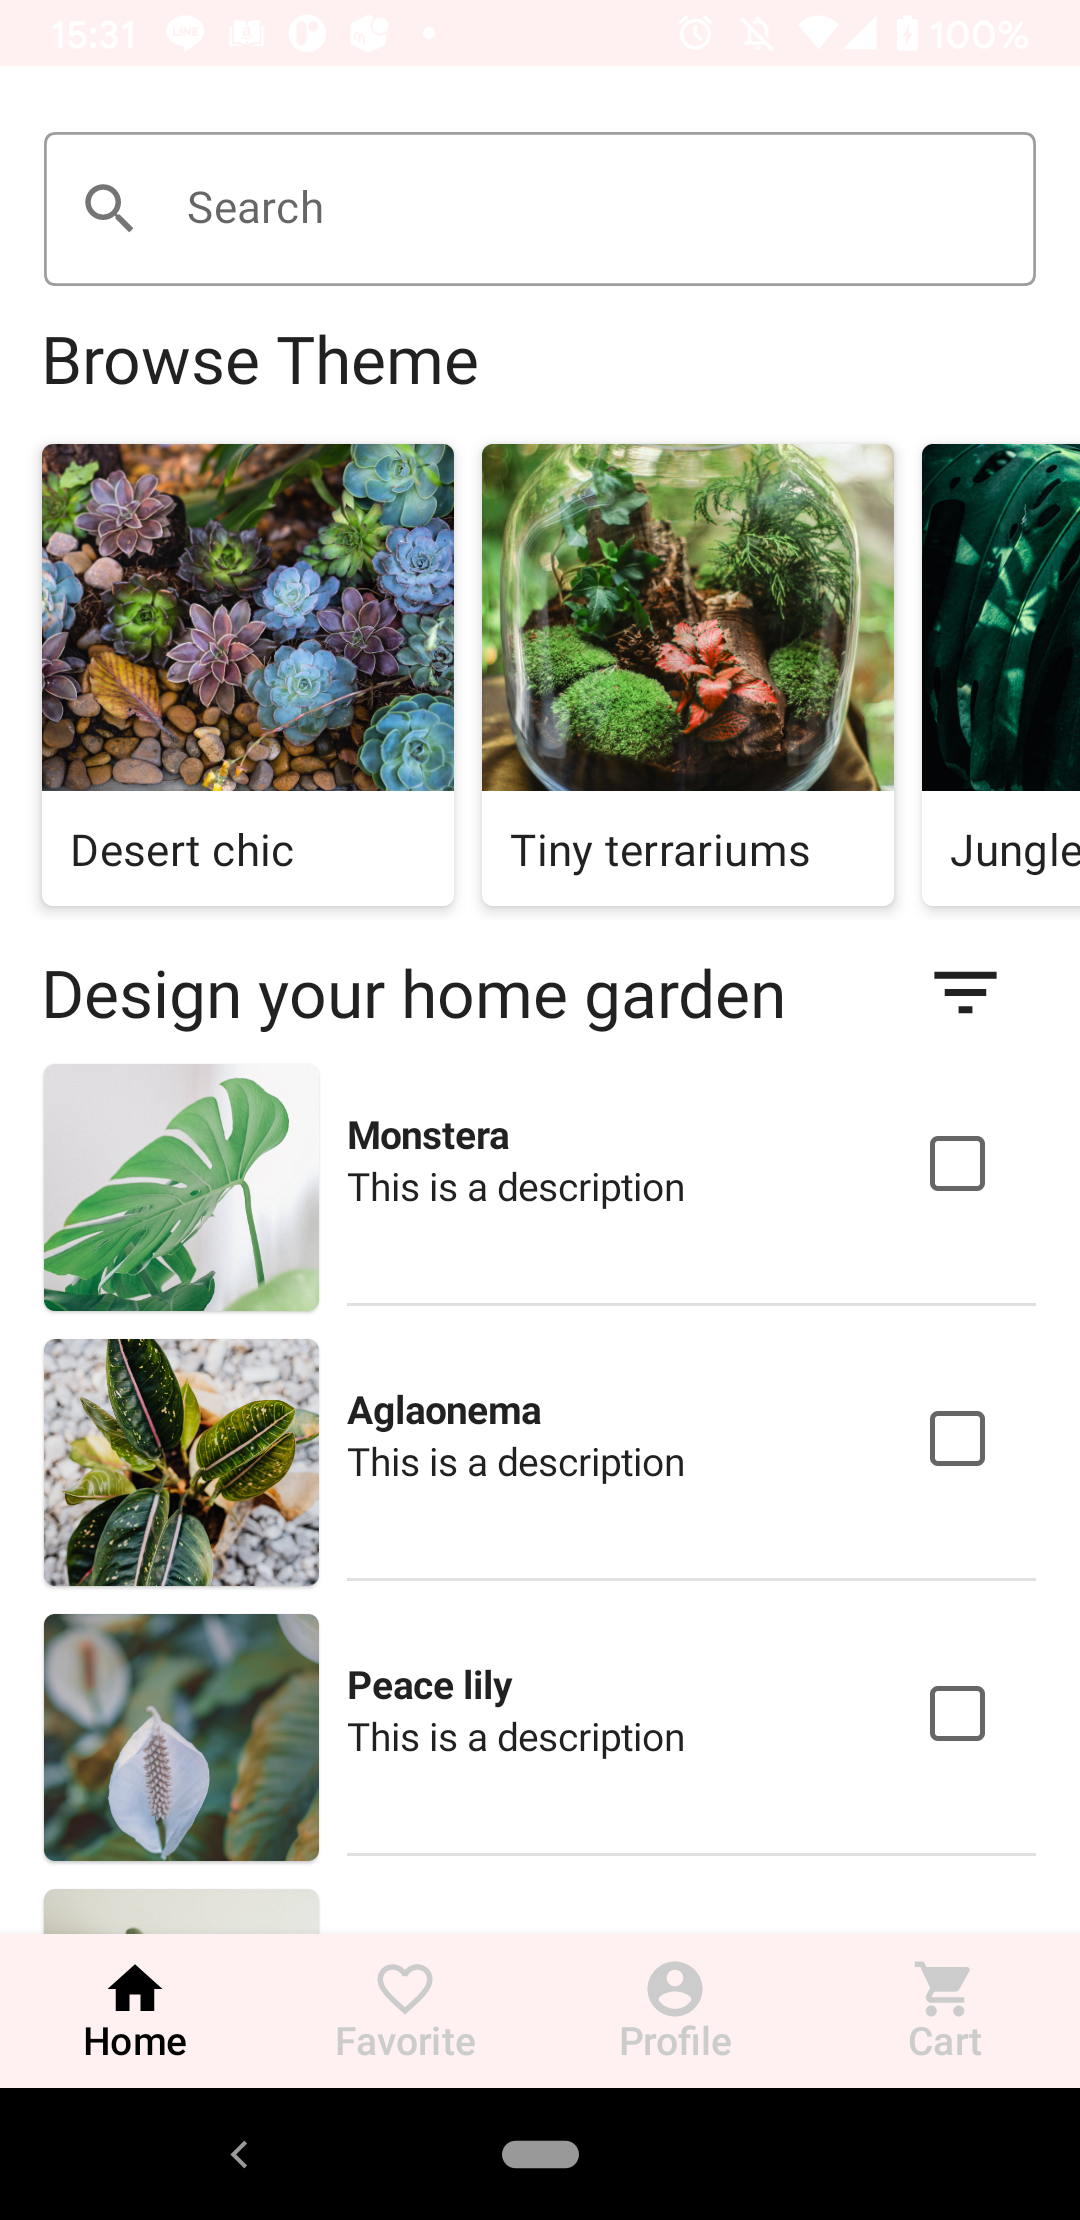 15:31 LINE 100%
Search
Browse Theme
Desert chic
Tiny terrariums
Jungle
Design your home garden
Monstera
This is a description
Aglaonema
This is a description
Peace lily
This is a description
Home
Favorite
Profile
Cart